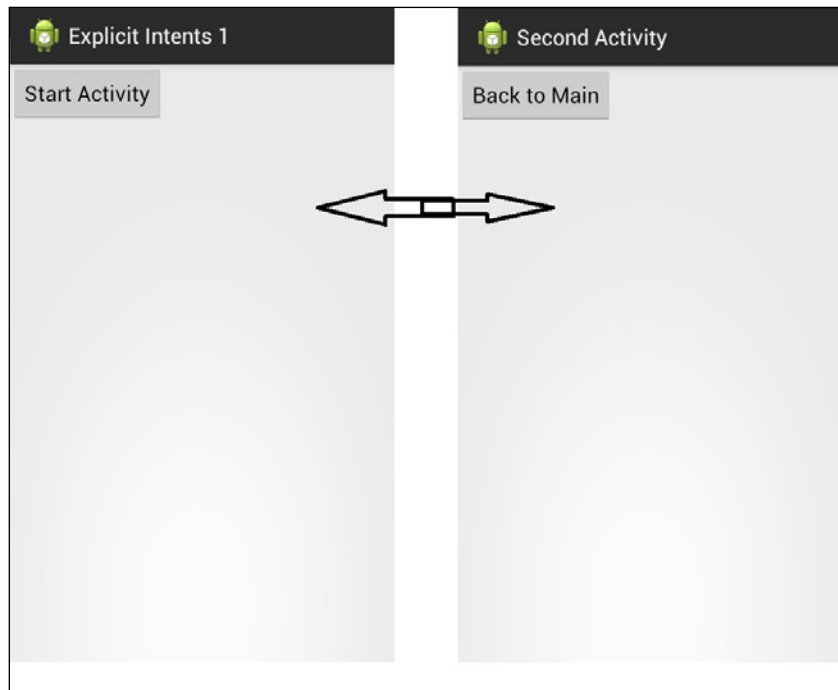 Explicit Intents 1
Start Activity
Second Activity
Back to Main